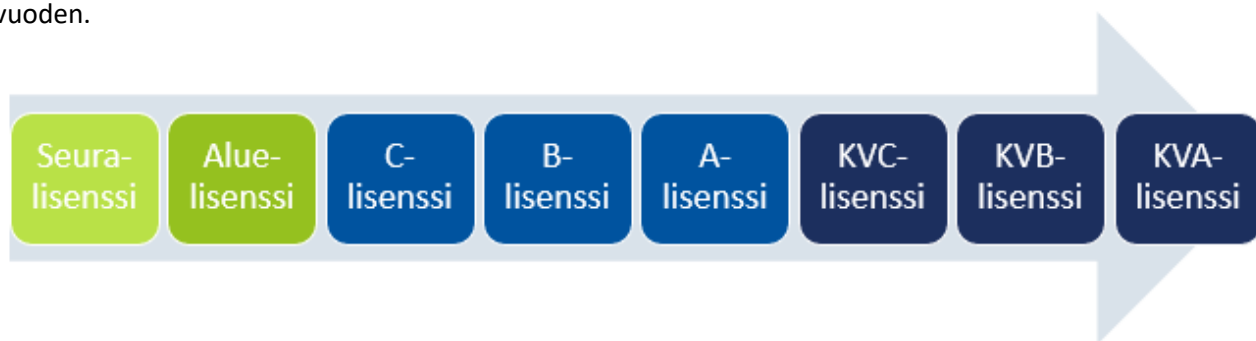 vuoden.
Seura-
lisenssi
Alue-
lisenssi
C-
lisenssi
B-
lisenssi
A-
lisenssi
KVC-
lisenssi
KVB-
lisenssi
KVA-
lisenssi